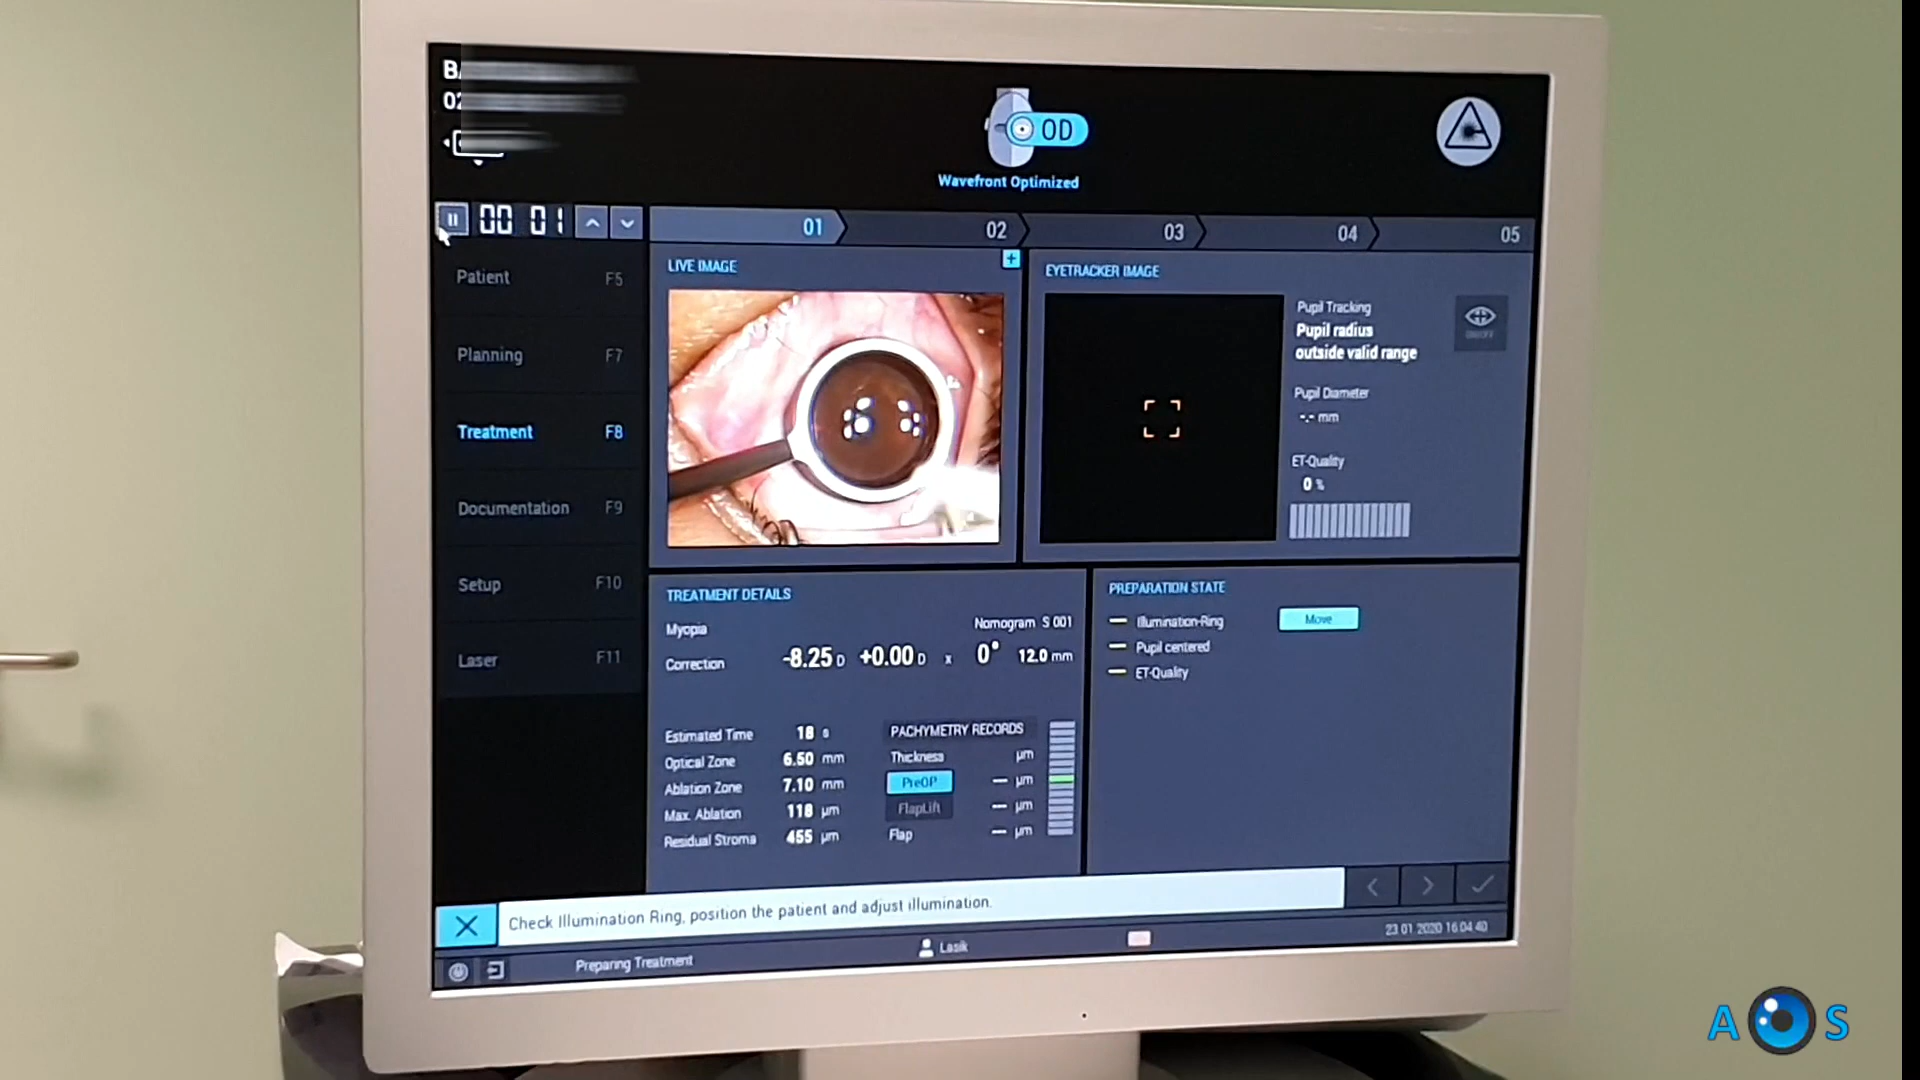 OD
Wavefront Optimized
00 01
01 02 03 04 05
Patient F5
Planning F7
Treatment F8
Documentation F9
Setup F10
Laser F11
LIVE IMAGE
EYETRACKER IMAGE
Pupil Tracking
Pupil radius
outside valid range
Pupil Diameter
-.- mm
ET-Quality
0 %
TREATMENT DETAILS
Myopia
Nomogram S 001
Correction -8.25 D +0.00 D x 0° 12.0 mm
Estimated Time 18 s
Optical Zone 6.50 mm
Ablation Zone 7.10 mm
Max. Ablation 118 µm
Residual Stroma 455 µm
PACHYMETRY RECORDS
Thickness µm
PreOP -- µm
FlapLift -- µm
Flap -- µm
PREPARATION STATE
Illumination-Ring Move
Pupil centered
ET-Quality
Check Illumination Ring, position the patient and adjust illumination.
23 01 2020 16:04:40
Preparing Treatment
Lasik
A S